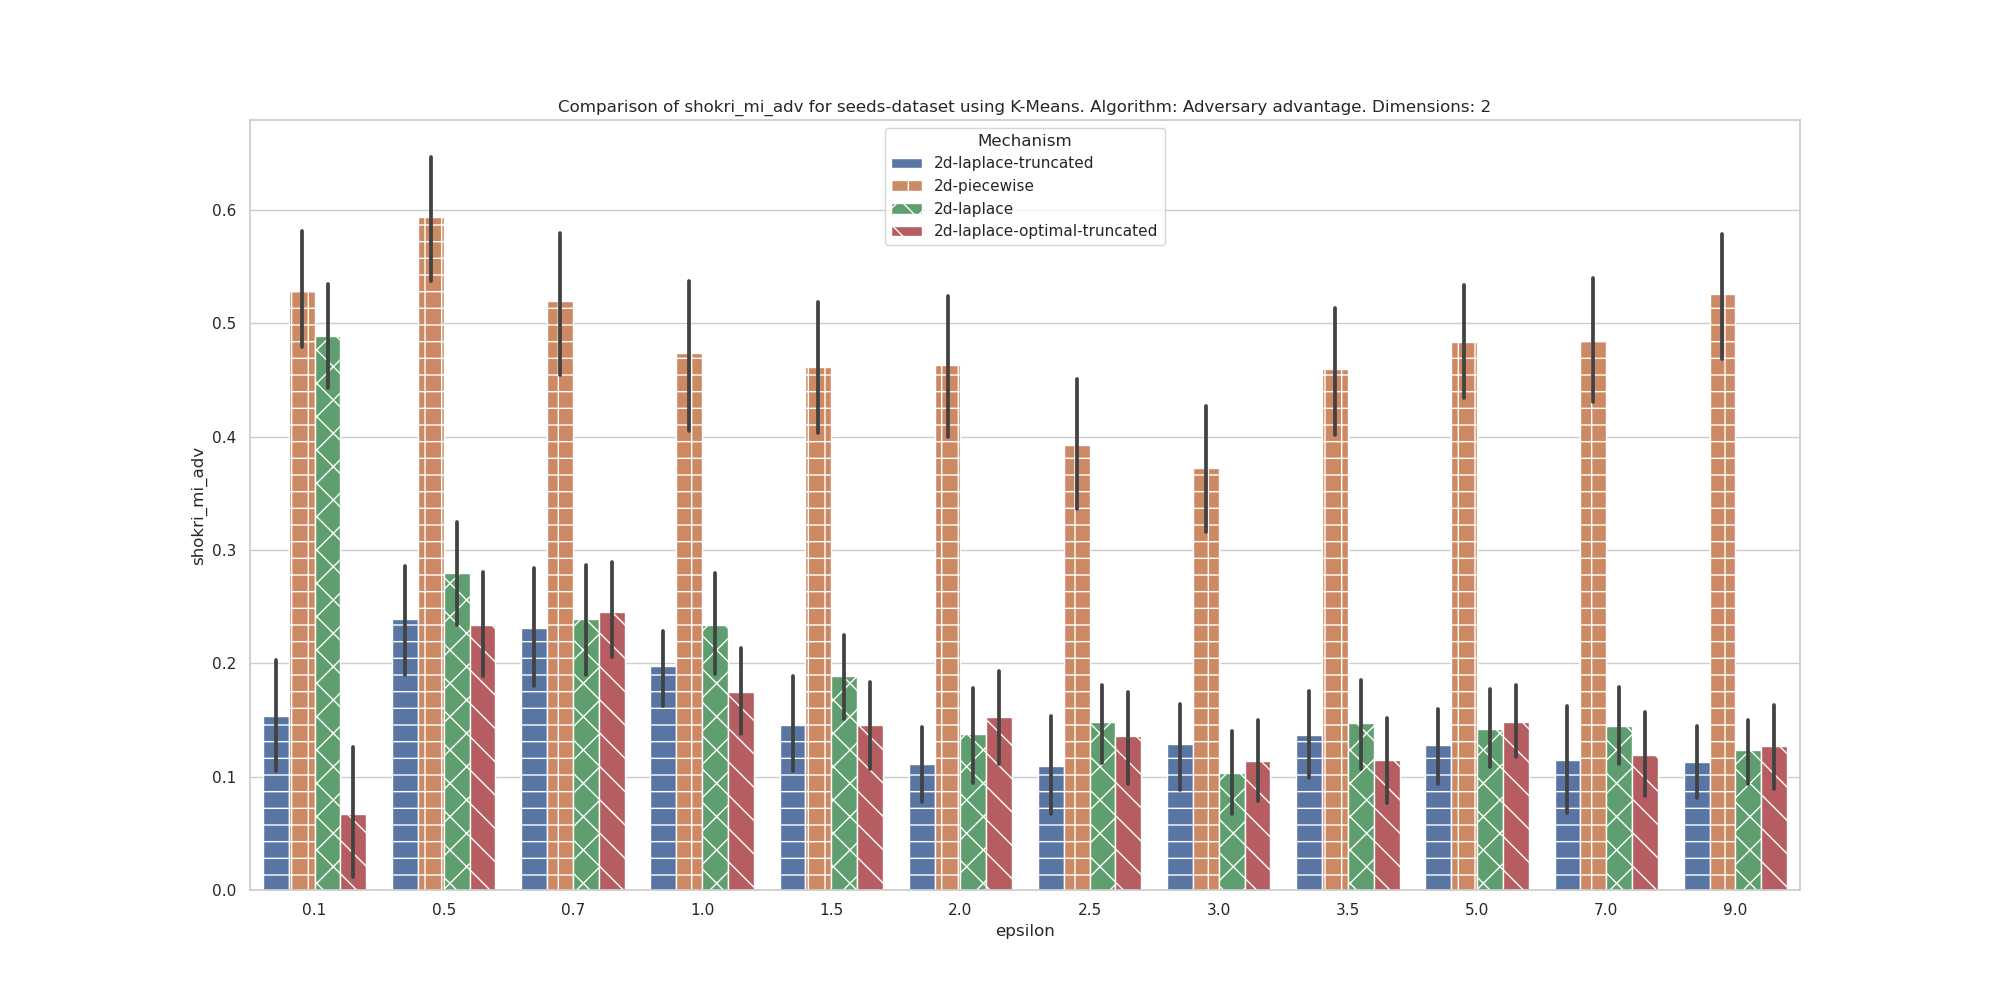 Comparison of shokri_mi_adv for seeds-dataset using K-Means. Algorithm: Adversary advantage. Dimensions: 2
Mechanism
2d-laplace-truncated
2d-piecewise
2d-laplace
2d-laplace-optimal-truncated
shokri_mi_adv
0.6
0.5
0.4
0.3
0.2
0.1
0.0
0.1 0.5 0.7 1.0 1.5 2.0 2.5 3.0 3.5 5.0 7.0 9.0
epsilon